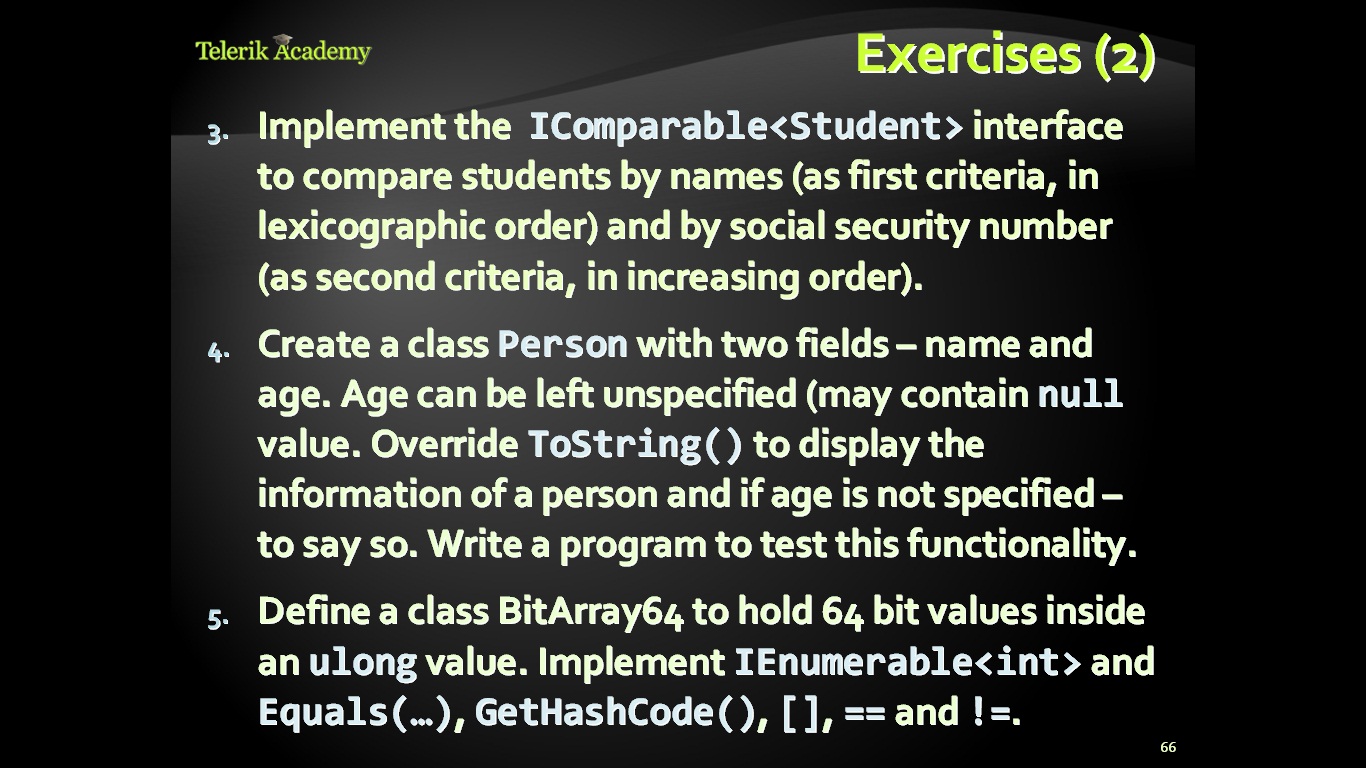 Telerik Academy
Exercises (2)
3. Implement the IComparable<Student> interface
to compare students by names (as first criteria, in
lexicographic order) and by social security number
(as second criteria, in increasing order).
4. Create a class Person with two fields – name and
age. Age can be left unspecified (may contain null
value. Override ToString() to display the
information of a person and if age is not specified –
to say so. Write a program to test this functionality.
5. Define a class BitArray64 to hold 64 bit values inside
an ulong value. Implement IEnumerable<int> and
Equals(…), GetHashCode(), [], == and !=.
66